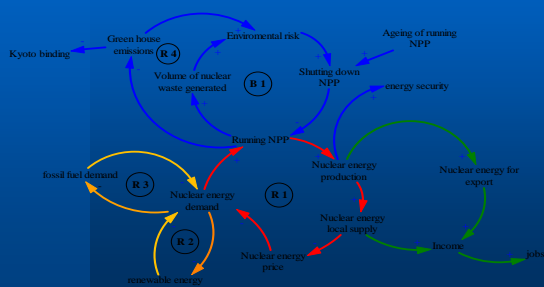 Green house
emissions
R 4
Enviromental risk
Ageing of running
NPP
Kyoto binding
Volume of nuclear
waste generated
B 1
Shutting down
NPP
energy security
Running NPP
fossil fuel demand
R 3
Nuclear energy
demand
R 1
Nuclear energy
production
Nuclear energy for
export
R 2
Nuclear energy
local supply
Income
Nuclear energy
price
jobs
renewable energy